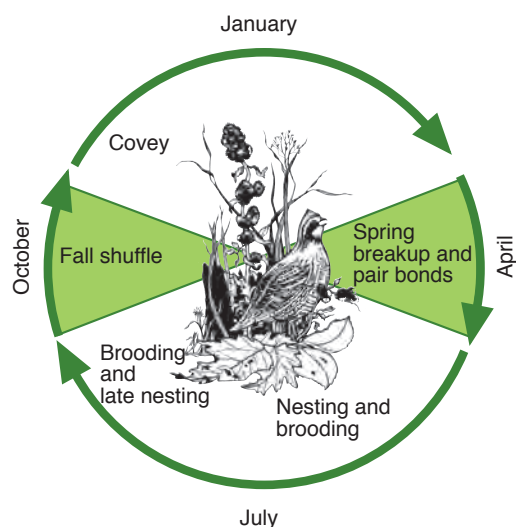 January
Covey
October
Fall shuffle
Spring
breakup and
pair bonds
April
Brooding
and
late nesting
Nesting and
brooding
July